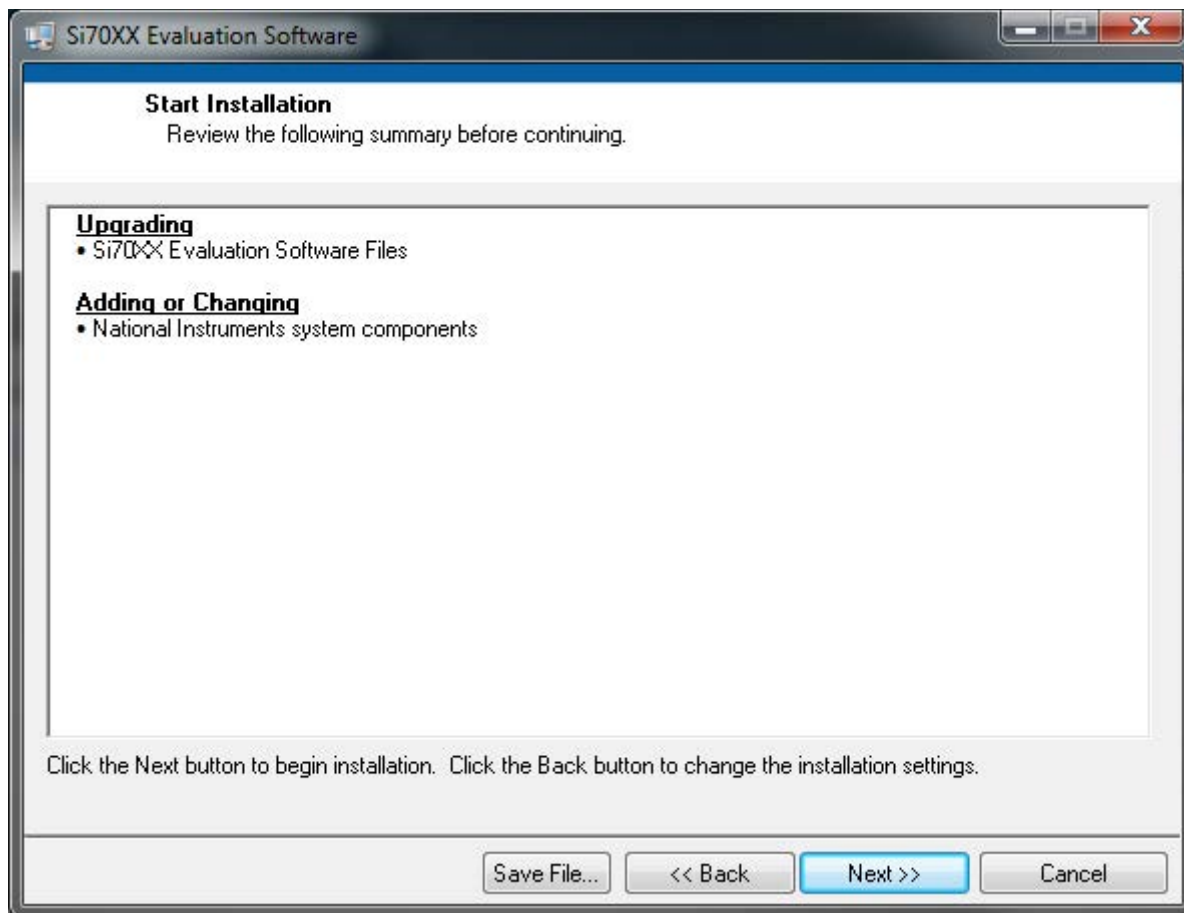 Si70XX Evaluation Software
Start Installation
Review the following summary before continuing.
Upgrading
• Si70XX Evaluation Software Files
Adding or Changing
• National Instruments system components
Click the Next button to begin installation.  Click the Back button to change the installation settings.
Save File... << Back Next >> Cancel